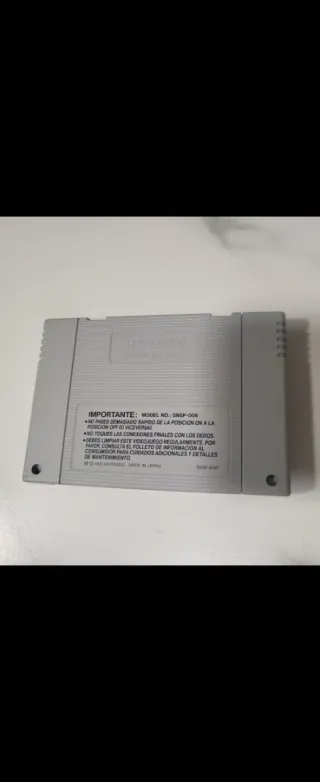 Nintendo
IMPORTANTE: MODEL NO.: SNSP-006
•NO PASES DEMASIADO RAPIDO DE LA POSICION ON A LA
POSICION OFF (O VICEVERSA)
•NO TOQUES LAS CONEXIONES FINALES CON LOS DEDOS.
•DEBES LIMPIAR ESTE VIDEOJUEGO REGULARMENTE. POR
FAVOR, CONSULTA EL FOLLETO DE INFORMACION AL
CONSUMIDOR PARA CUIDADOS ADICIONALES Y DETALLES
DE MANTENIMIENTO.
NINTENDO MADE IN JAPAN